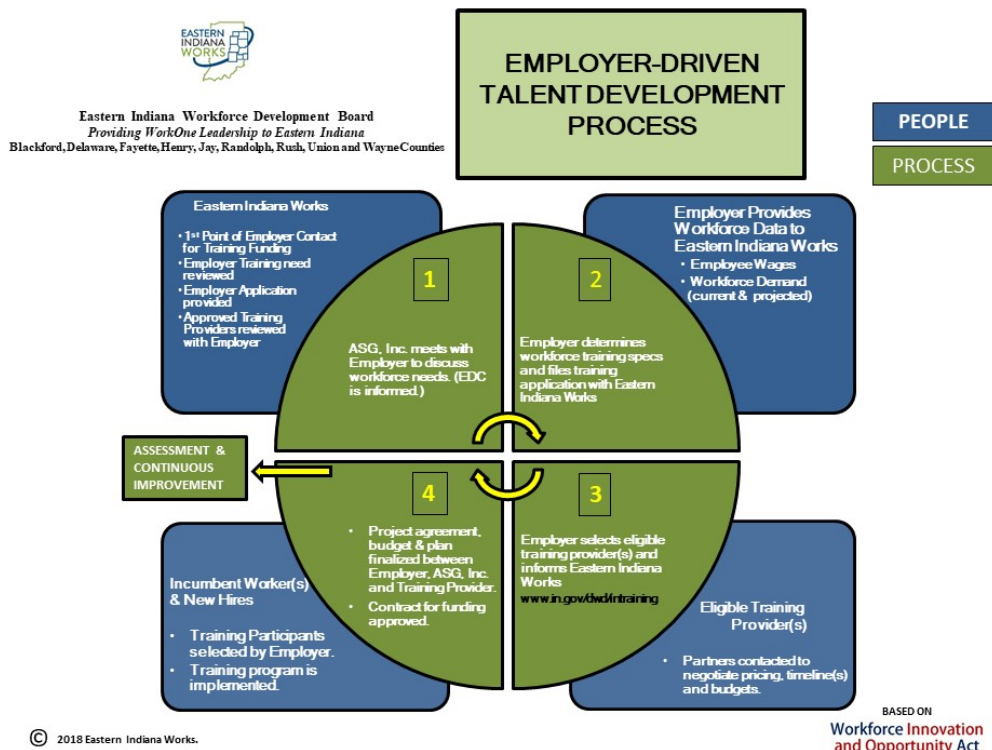 EASTERN
INDIANA
WORKS
Eastern Indiana Workforce Development Board
Providing WorkOne Leadership to Eastern Indiana
Blackford, Delaware, Fayette, Henry, Jay, Randolph, Rush, Union and Wayne Counties
EMPLOYER-DRIVEN
TALENT DEVELOPMENT
PROCESS
PEOPLE
PROCESS
Eastern Indiana Works
• 1st Point of Employer Contact
for Training Funding
• Employer Training need
reviewed
• Employer Application
provided
• Approved Training
Providers reviewed
with Employer
1
ASG, Inc. meets with
Employer to discuss
workforce needs. (EDC
is informed.)
2
Employer determines
workforce training specs
and files training
application with Eastern
Indiana Works
Employer Provides
Workforce Data to
Eastern Indiana Works
• Employee Wages
• Workforce Demand
(current & projected)
ASSESSMENT &
CONTINUOUS
IMPROVEMENT
4
• Project agreement,
budget & plan
finalized between
Employer, ASG, Inc.
and Training Provider.
• Contract for funding
approved.
3
Employer selects eligible
training provider(s) and
informs Eastern Indiana
Works
www.in.gov/dwd/intraining
Incumbent Worker(s)
& New Hires
• Training Participants
selected by Employer.
• Training program is
implemented.
Eligible Training
Provider(s)
• Partners contacted to
negotiate pricing, timeline(s)
and budgets.
© 2018 Eastern Indiana Works.
BASED ON
Workforce Innovation
and Opportunity Act